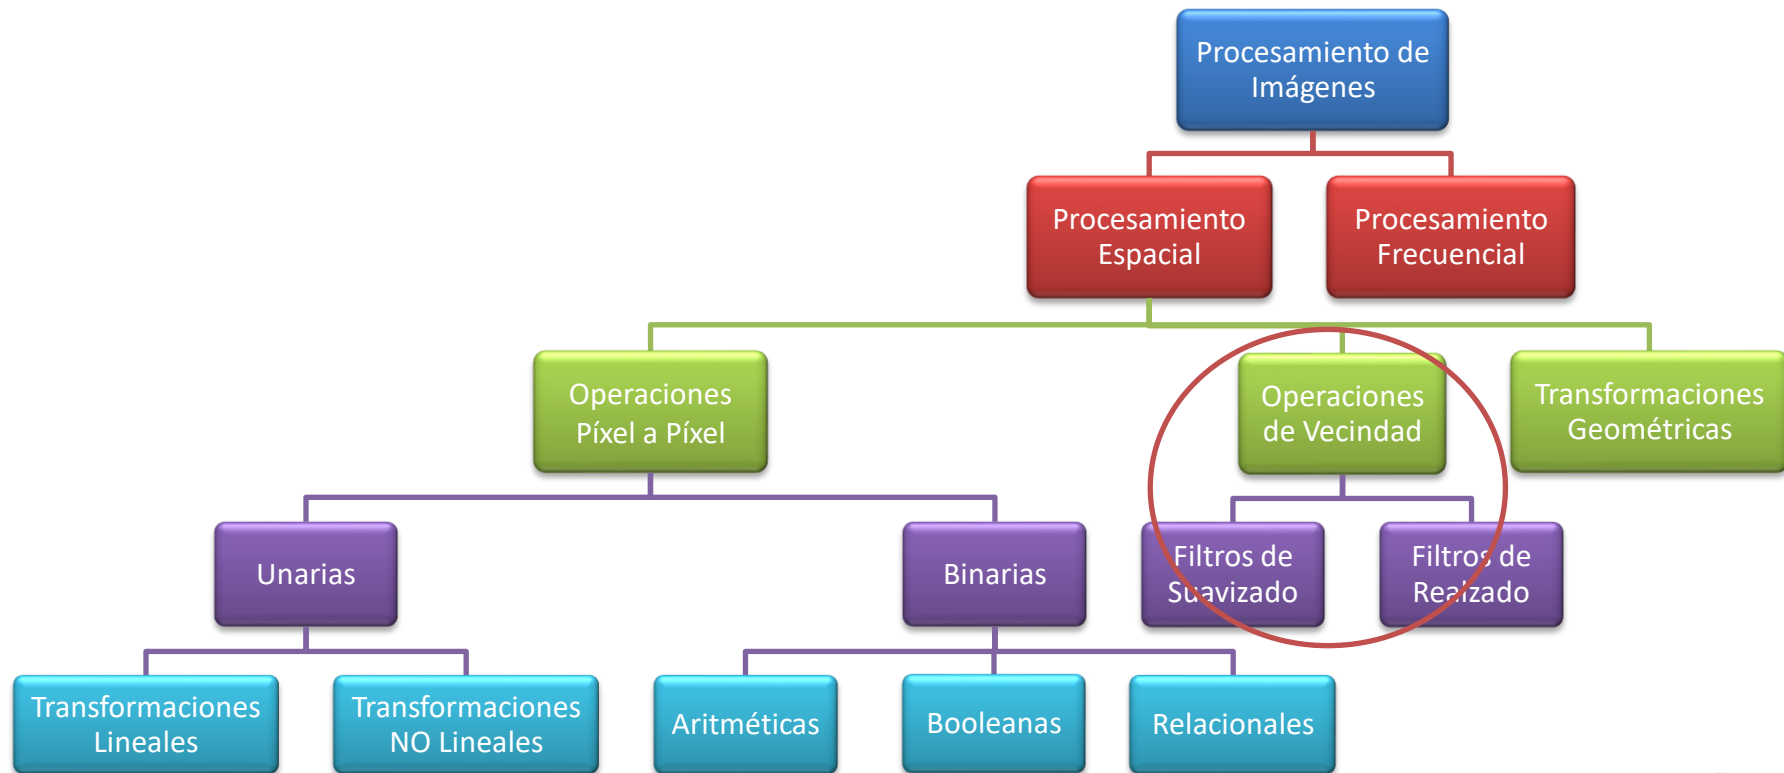 Procesamiento de
Imágenes
Procesamiento
Espacial
Procesamiento
Frecuencial
Operaciones
Píxel a Píxel
Operaciones
de Vecindad
Transformaciones
Geométricas
Unarias
Binarias
Filtros de
Suavizado
Filtros de
Realzado
Transformaciones
Lineales
Transformaciones
NO Lineales
Aritméticas
Booleanas
Relacionales